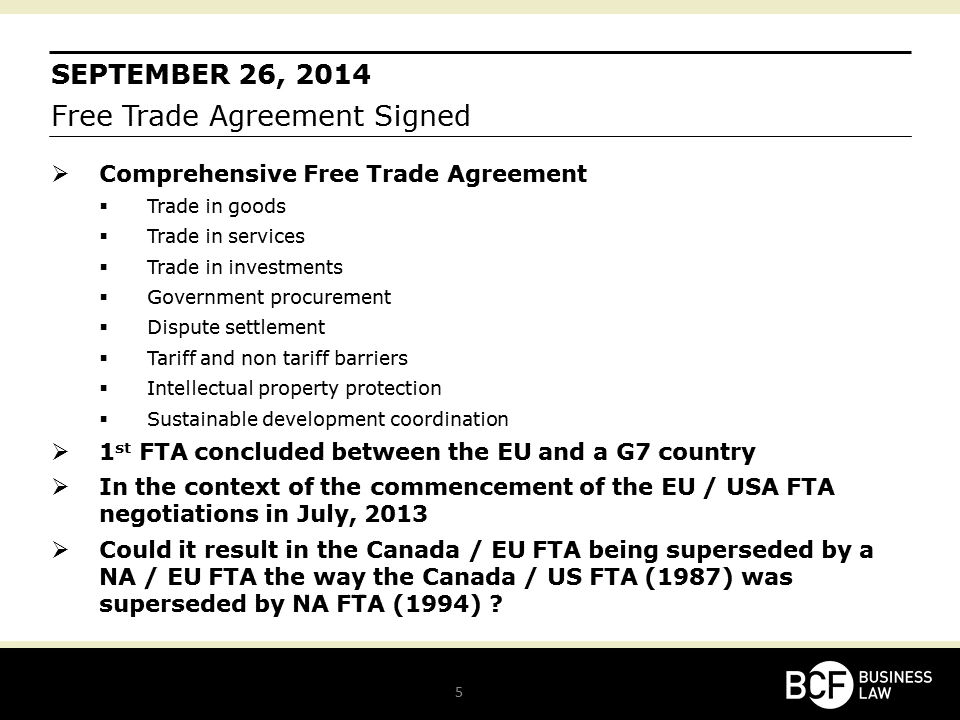 SEPTEMBER 26, 2014
Free Trade Agreement Signed
➢ Comprehensive Free Trade Agreement
▪ Trade in goods
▪ Trade in services
▪ Trade in investments
▪ Government procurement
▪ Dispute settlement
▪ Tariff and non tariff barriers
▪ Intellectual property protection
▪ Sustainable development coordination
➢ 1st FTA concluded between the EU and a G7 country
➢ In the context of the commencement of the EU / USA FTA
negotiations in July, 2013
➢ Could it result in the Canada / EU FTA being superseded by a
NA / EU FTA the way the Canada / US FTA (1987) was
superseded by NA FTA (1994) ?
5
BCF BUSINESS
LAW